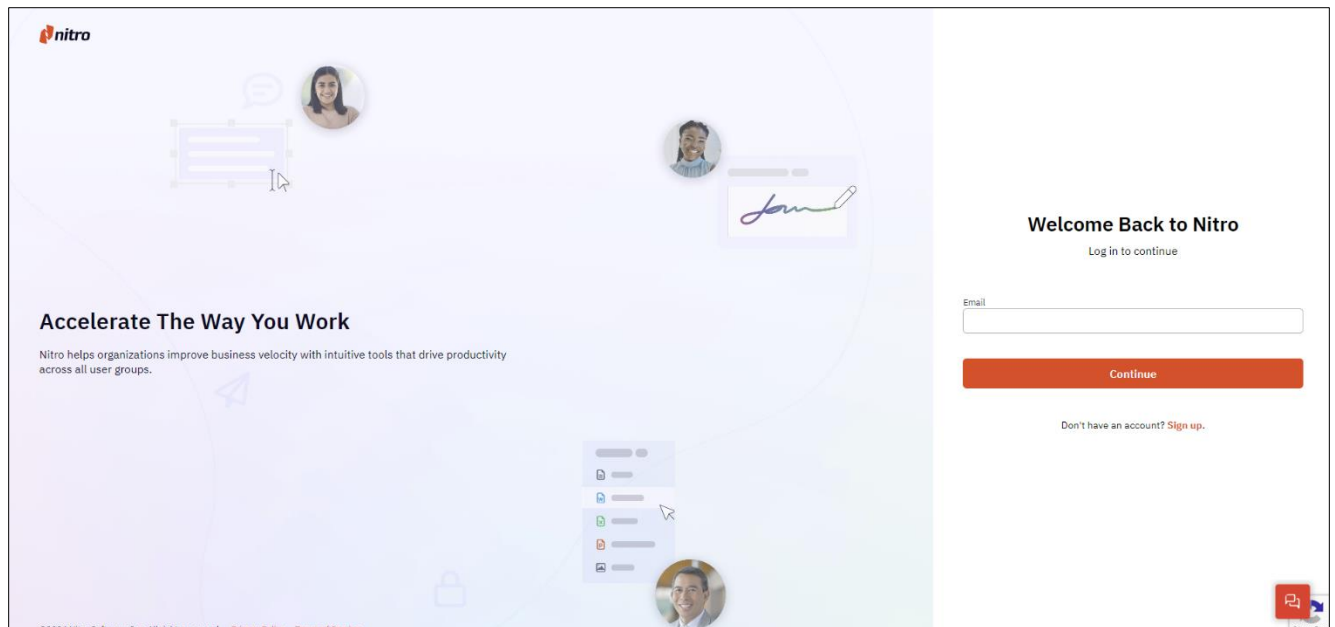 nitro
Accelerate The Way You Work
Nitro helps organizations improve business velocity with intuitive tools that drive productivity
across all user groups.
Welcome Back to Nitro
Log in to continue
Email
Continue
Don't have an account? Sign up.